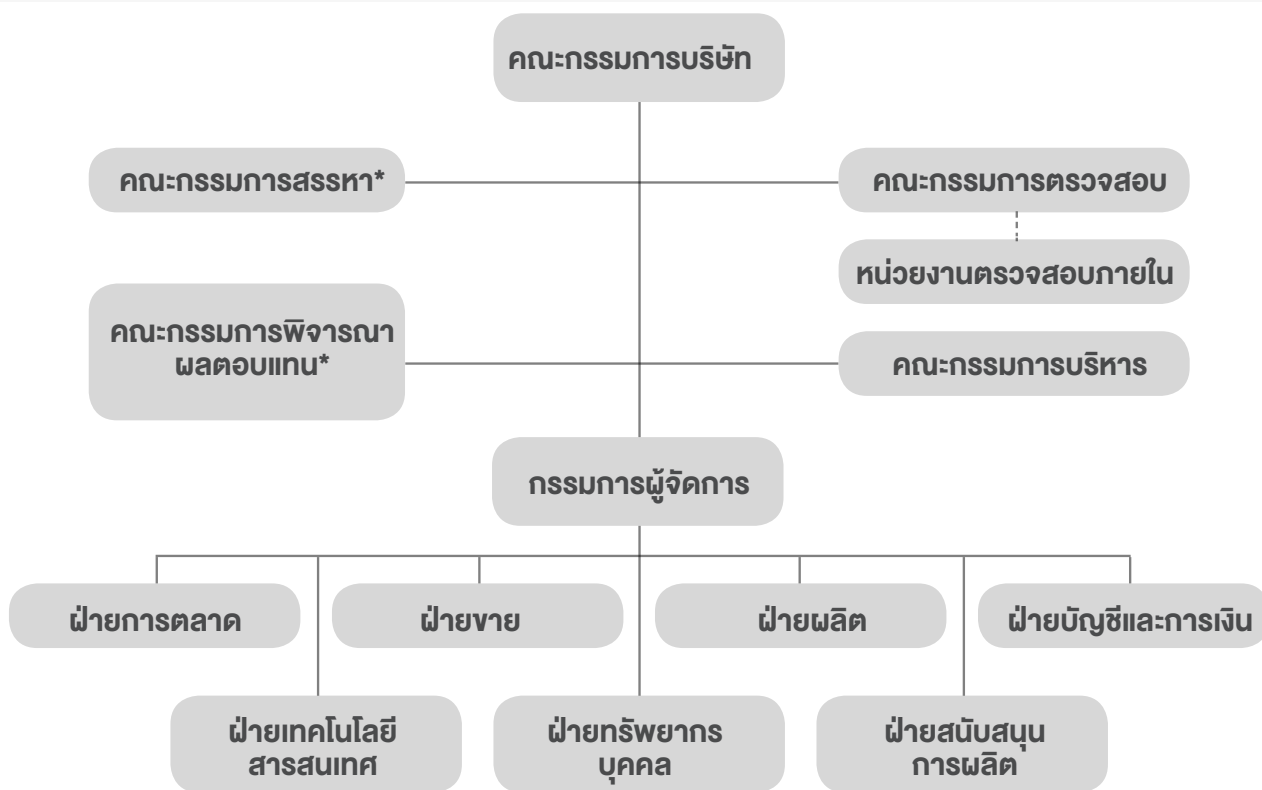 คณะกรรมการบริษัท
คณะกรรมการสรรหา*
คณะกรรมการตรวจสอบ
หน่วยงานตรวจสอบภายใน
คณะกรรมการพิจารณา
ผลตอบแทน*
คณะกรรมการบริหาร
กรรมการผู้จัดการ
ฝ่ายการตลาด
ฝ่ายขาย
ฝ่ายผลิต
ฝ่ายบัญชีและการเงิน
ฝ่ายเทคโนโลยี
สารสนเทศ
ฝ่ายทรัพยากร
บุคคล
ฝ่ายสนับสนุน
การผลิต